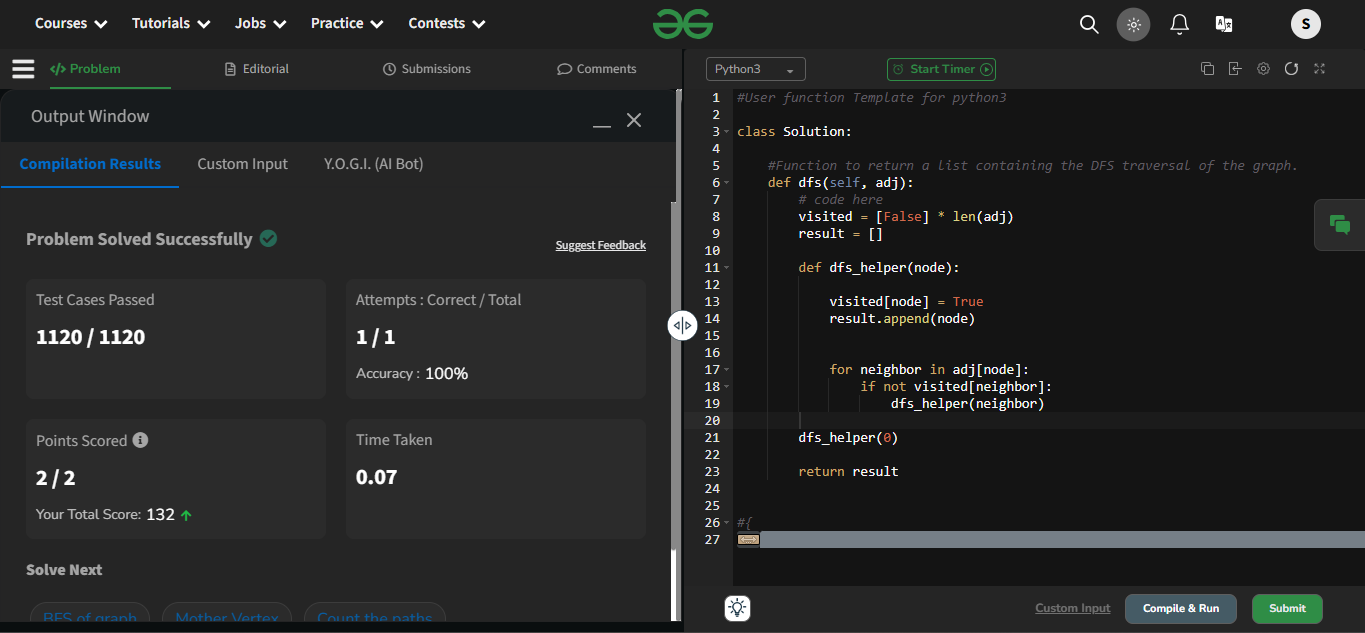 Courses Tutorials Jobs Practice Contests S
</> Problem Editorial Submissions Comments
Output Window
Compilation Results Custom Input Y.O.G.I. (AI Bot)
Problem Solved Successfully
Suggest Feedback
Test Cases Passed
1120 / 1120
Attempts : Correct / Total
1 / 1
Accuracy : 100%
Points Scored
2 / 2
Your Total Score: 132
Time Taken
0.07
Solve Next
BFS of graph Mother Vertex Count the paths
Python3 Start Timer
1 #User function Template for python3
2
3 class Solution:
4
5 #Function to return a list containing the DFS traversal of the graph.
6 def dfs(self, adj):
7 # code here
8 visited = [False] * len(adj)
9 result = []
10
11 def dfs_helper(node):
12
13 visited[node] = True
14 result.append(node)
15
16
17 for neighbor in adj[node]:
18 if not visited[neighbor]:
19 dfs_helper(neighbor)
20
21 dfs_helper(0)
22
23 return result
24
25
26 #{
27
Custom Input Compile & Run Submit